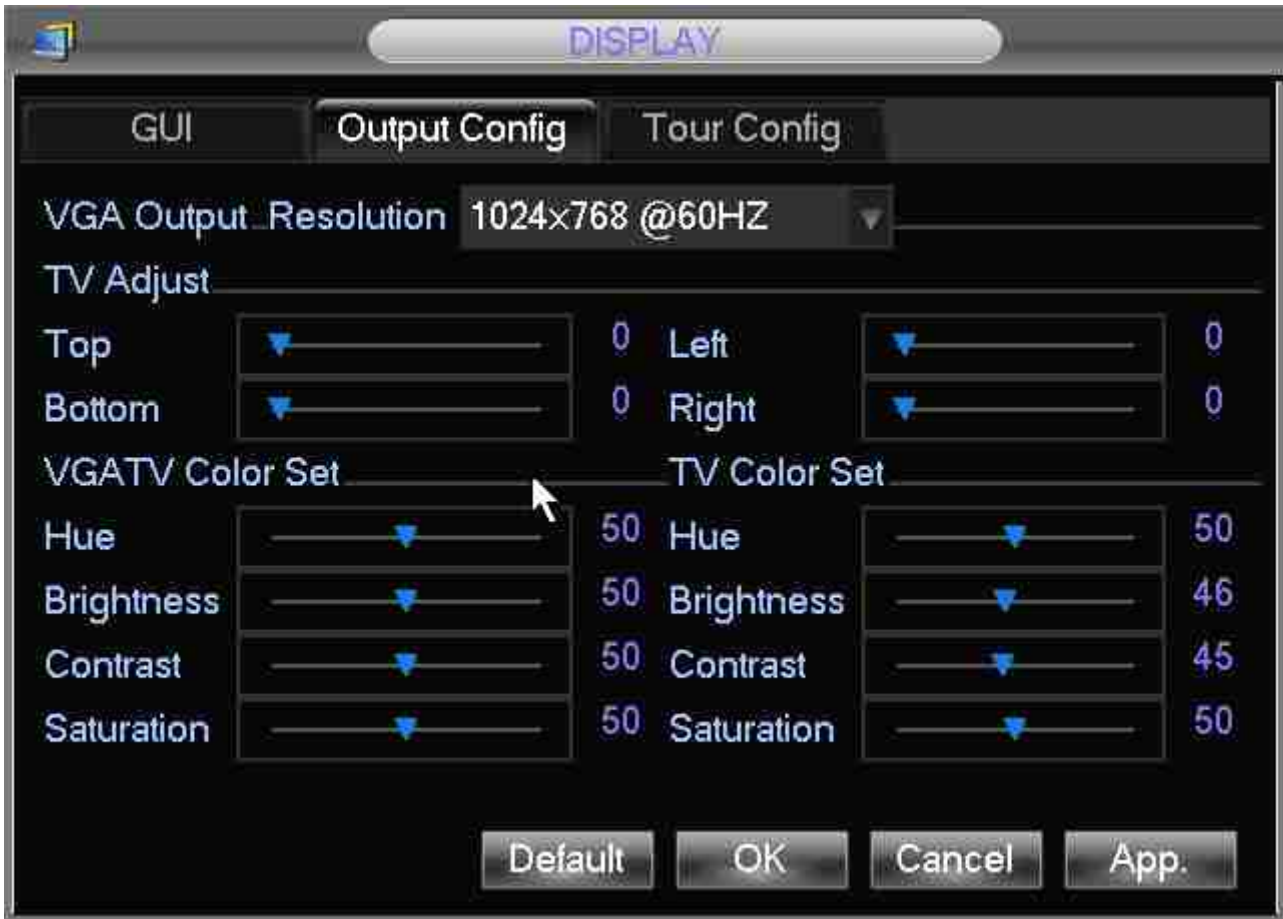 DISPLAY
GUI Output Config Tour Config
VGA Output Resolution 1024x768 @60HZ
TV Adjust
Top 0 Left 0
Bottom 0 Right 0
VGATV Color Set TV Color Set
Hue 50 Hue 50
Brightness 50 Brightness 46
Contrast 50 Contrast 45
Saturation 50 Saturation 50
Default OK Cancel App.